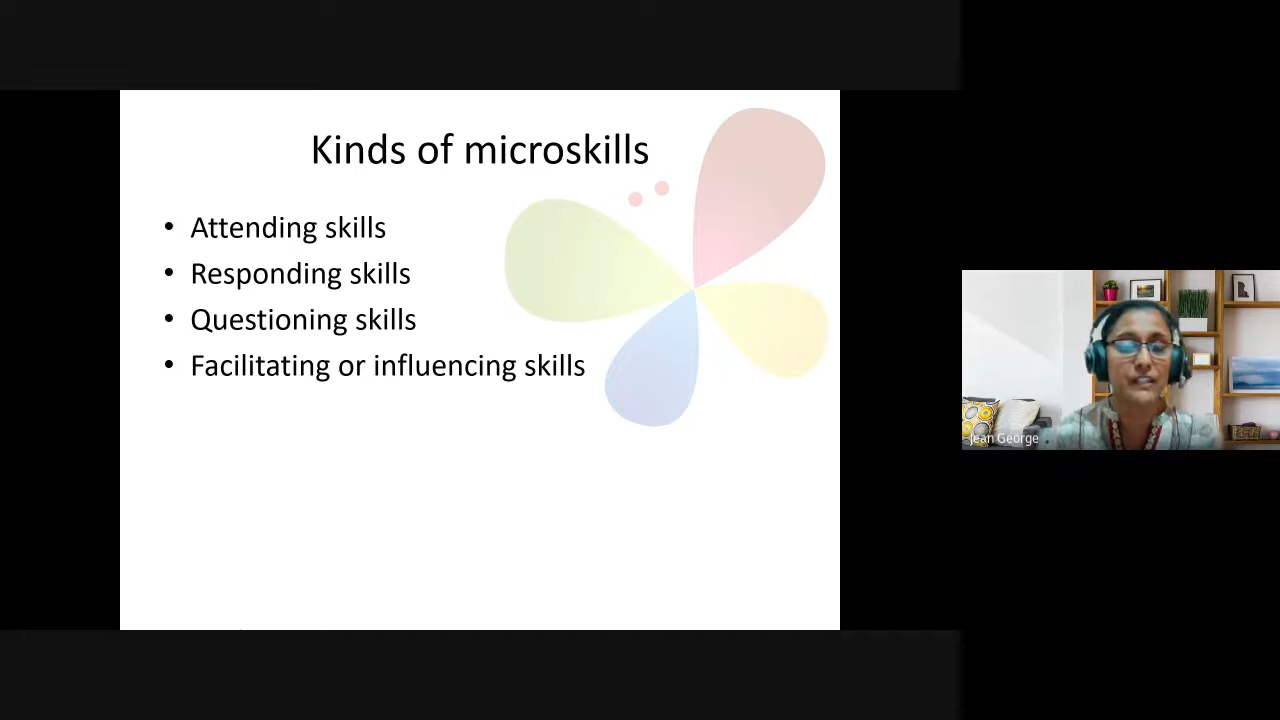 Kinds of microskills
• Attending skills
• Responding skills
• Questioning skills
• Facilitating or influencing skills
Jean George